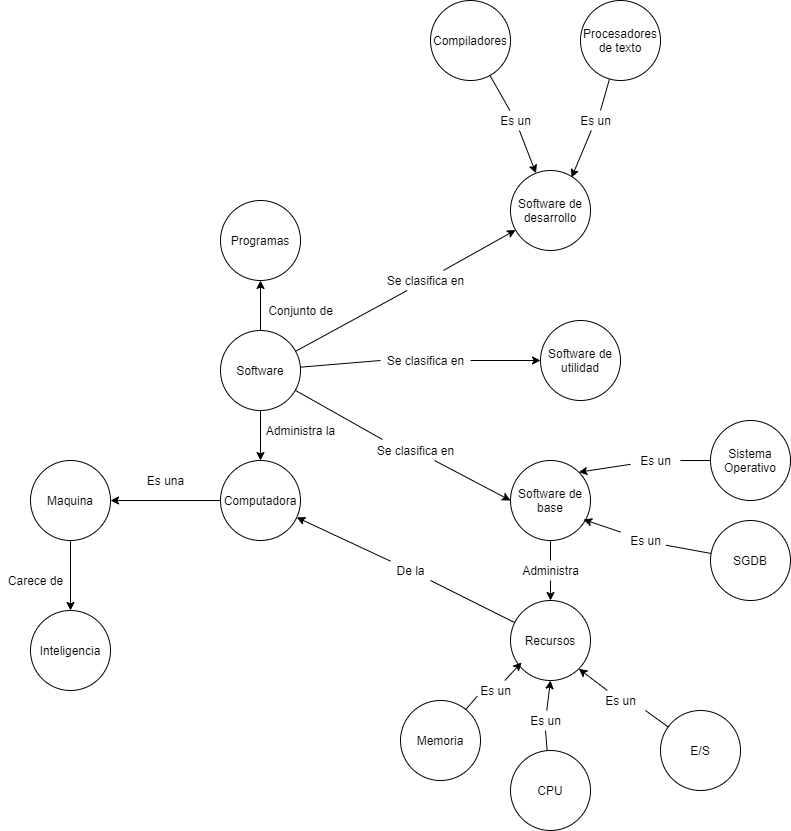 Compiladores
Procesadores
de texto
Es un
Es un
Software de
desarrollo
Programas
Se clasifica en
Conjunto de
Software
Se clasifica en
Software de
utilidad
Administra la
Se clasifica en
Sistema
Operativo
Es un
Es una
Maquina
Computadora
Software de
base
Es un
SGDB
De la
Administra
Carece de
Inteligencia
Recursos
Es un
Es un
Es un
Memoria
E/S
CPU